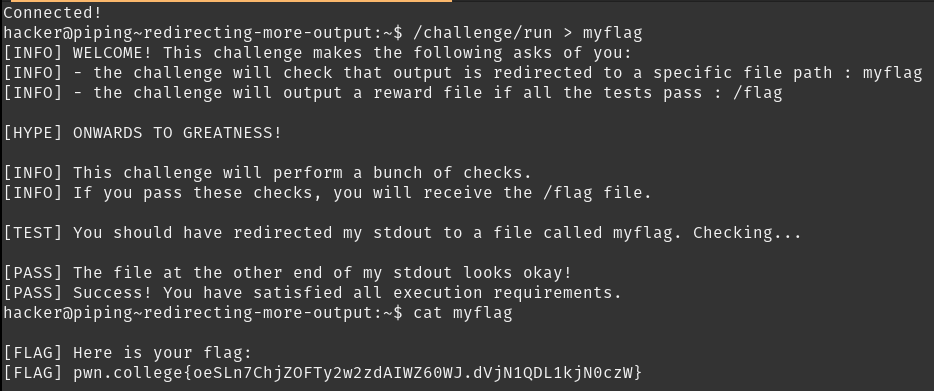 Connected!
hacker@piping~redirecting-more-output:~$ /challenge/run > myflag
[INFO] WELCOME! This challenge makes the following asks of you:
[INFO] - the challenge will check that output is redirected to a specific file path : myflag
[INFO] - the challenge will output a reward file if all the tests pass : /flag
[HYPE] ONWARDS TO GREATNESS!
[INFO] This challenge will perform a bunch of checks.
[INFO] If you pass these checks, you will receive the /flag file.
[TEST] You should have redirected my stdout to a file called myflag. Checking...
[PASS] The file at the other end of my stdout looks okay!
[PASS] Success! You have satisfied all execution requirements.
hacker@piping~redirecting-more-output:~$ cat myflag
[FLAG] Here is your flag:
[FLAG] pwn.college{oeSLn7ChjZOFTy2w2zdAIWZ60WJ.dVjN1QDL1kjN0czW}